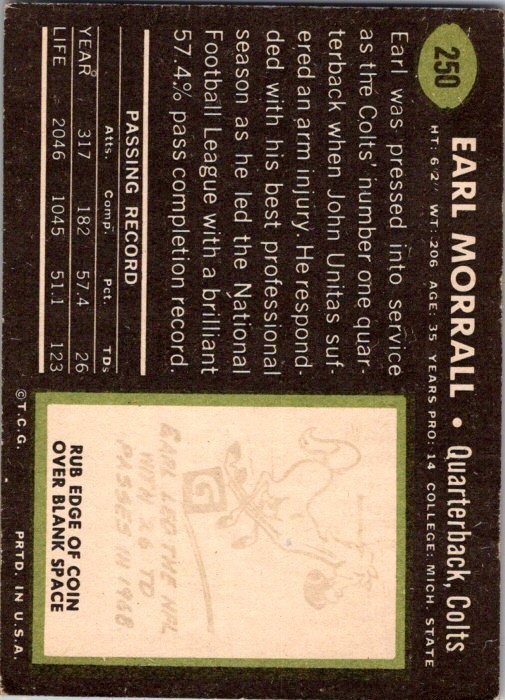 250
EARL MORRALL • Quarterback, Colts
HT: 6'2" WT: 206 AGE: 35 YEARS PRO: 14 COLLEGE: MICH. STATE
Earl was pressed into service
as the Colts' number one quar-
terback when John Unitas suf-
ered an arm injury. He respond-
ded with his best professional
season as he led the National
Football League with a brilliant
57.4% pass completion record.
PASSING RECORD
Atts. Comp. Pct. TDs
YEAR 317 182 57.4 26
LIFE 2046 1045 51.1 123
EARL LED THE NFL
WITH 26 TD
PASSES IN 1968.
RUB EDGE OF COIN
OVER BLANK SPACE
© T.C.G. PRTD. IN U.S.A.